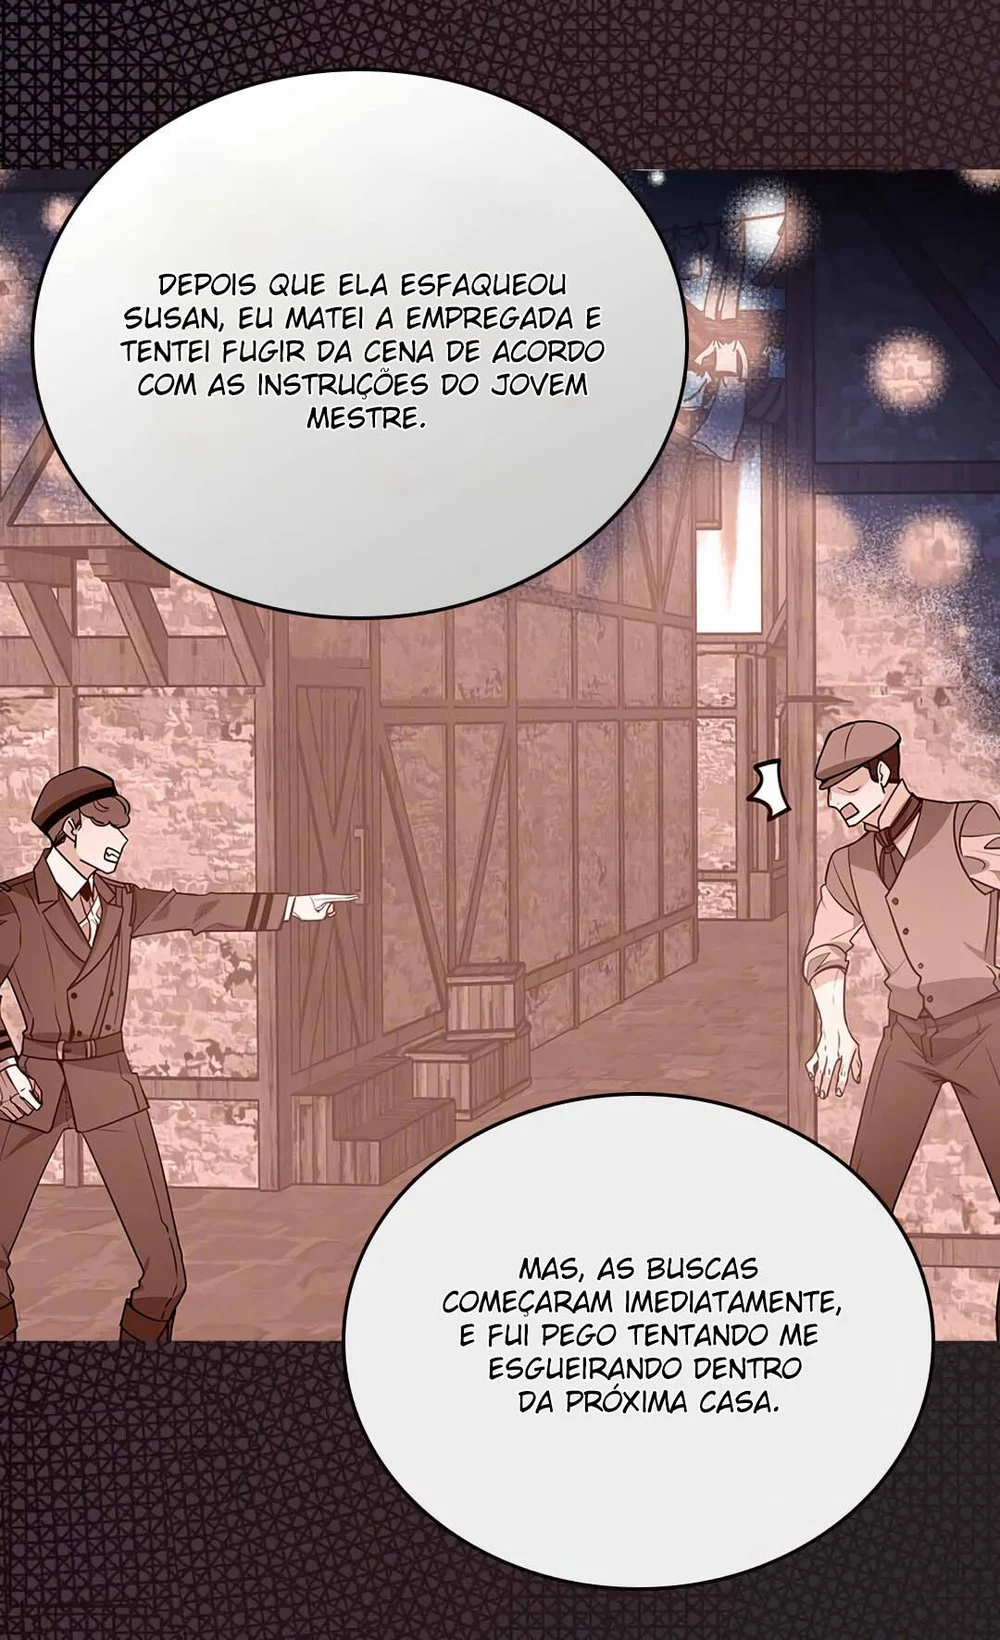 DEPOIS QUE ELA ESFAQUEOU
SUSAN, EU MATEI A EMPREGADA E
TENTEI FUGIR DA CENA DE ACORDO
COM AS INSTRUÇÕES DO JOVEM
MESTRE.
MAS, AS BUSCAS
COMEÇARAM IMEDIATAMENTE,
E FUI PEGO TENTANDO ME
ESGUEIRANDO DENTRO
DA PRÓXIMA CASA.